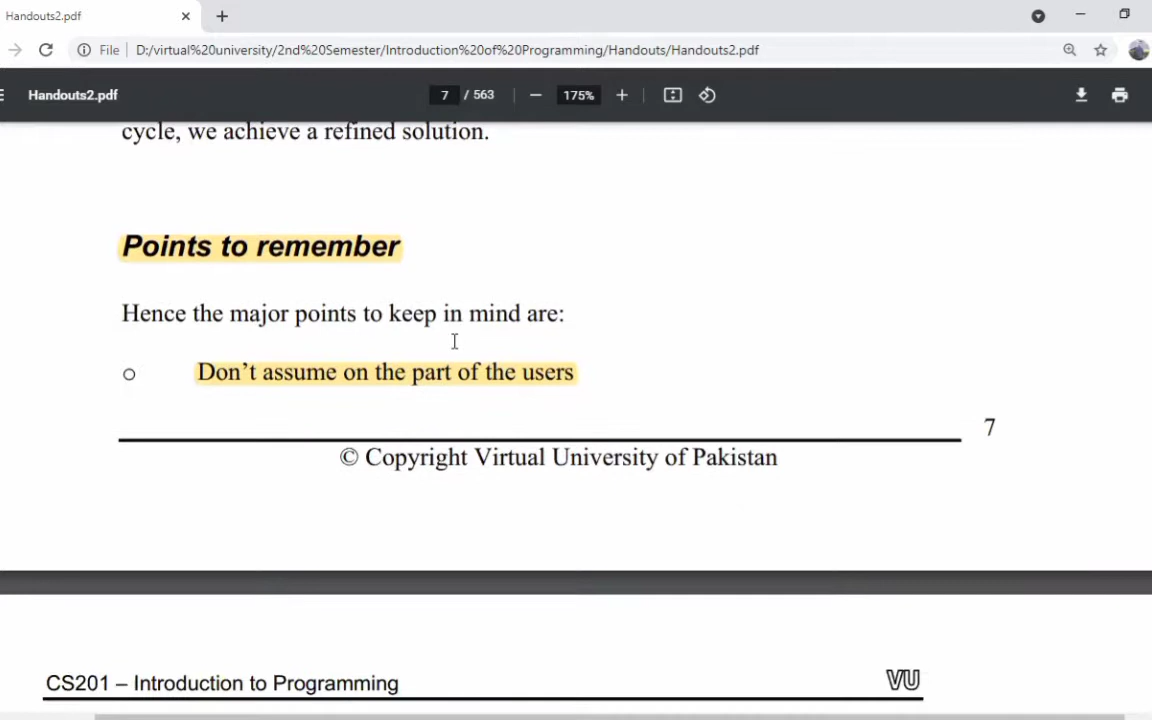 Handouts2.pdf
File D:/virtual%20university/2nd%20Semester/Introduction%20of%20Programming/Handouts/Handouts2.pdf
Handouts2.pdf 7 / 563 175%
cycle, we achieve a refined solution.
Points to remember
Hence the major points to keep in mind are:
o Don’t assume on the part of the users
7
© Copyright Virtual University of Pakistan
CS201 – Introduction to Programming VU